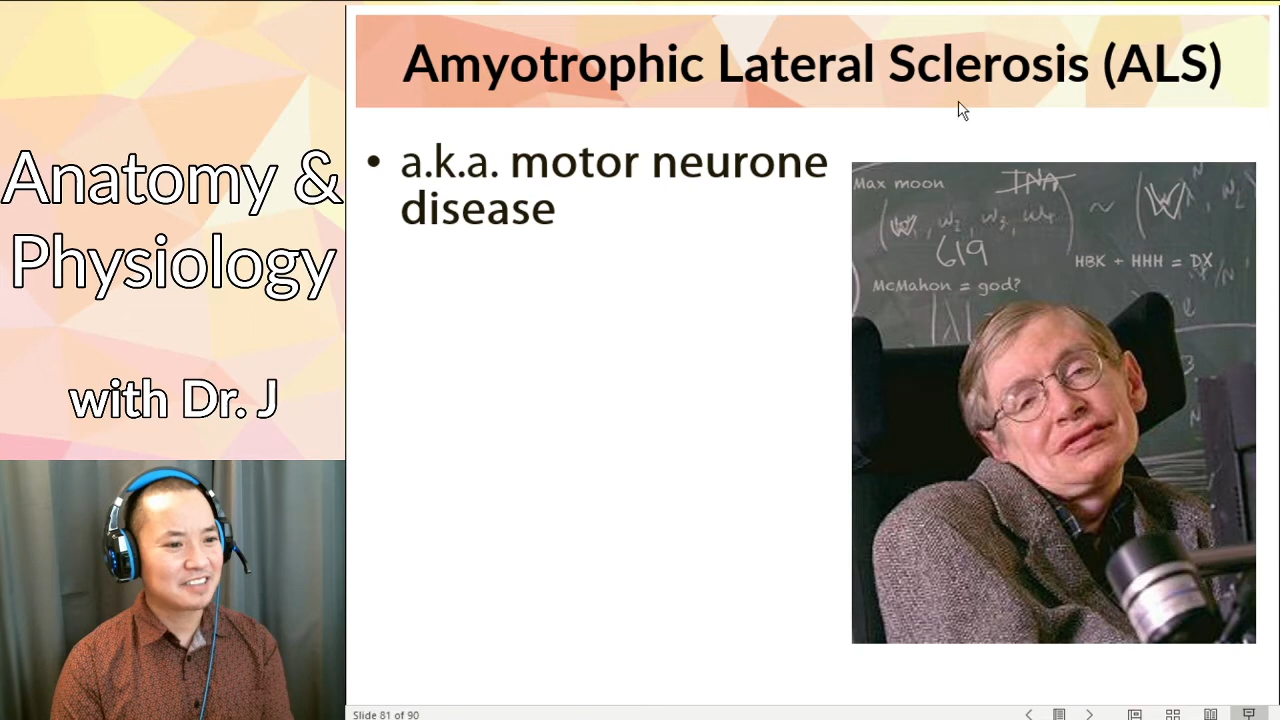 Anatomy &
Physiology
with Dr. J
Amyotrophic Lateral Sclerosis (ALS)
• a.k.a. motor neurone
disease
Max moon
INA
619
HBK + HHH = DX
McMahon = god?
Slide 81 of 90